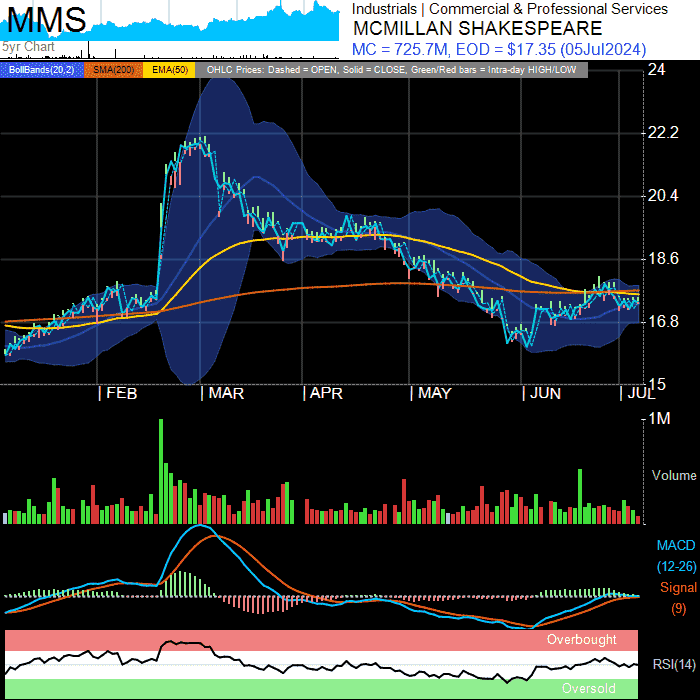 MMS
Industrials | Commercial & Professional Services
MCMILLAN SHAKESPEARE
5yr Chart
MC = 725.7M, EOD = $17.35 (05Jul2024)
BollBands(20,2) SMA(200) EMA(50) OHLC Prices: Dashed = OPEN, Solid = CLOSE, Green/Red bars = Intra-day HIGH/LOW
24
22.2
20.4
18.6
16.8
15
FEB MAR APR MAY JUN JUL
1M
Volume
MACD
(12-26)
Signal
(9)
Overbought
RSI(14)
Oversold